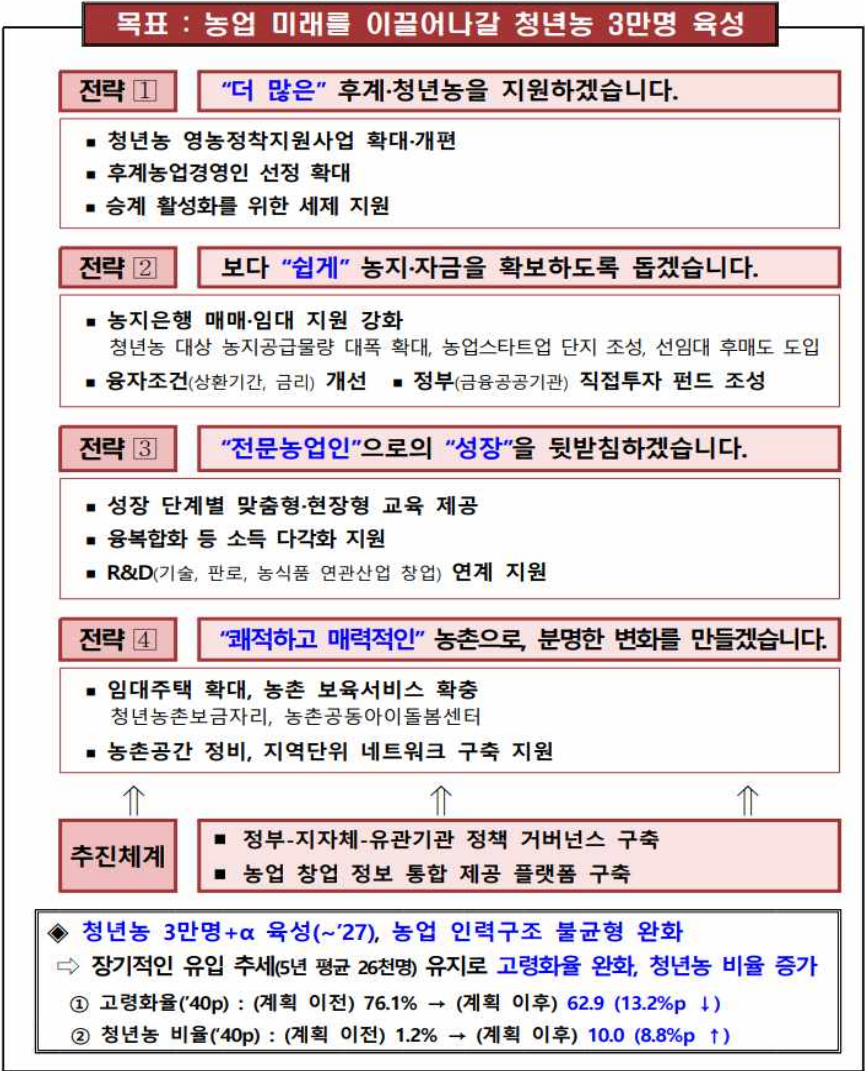 목표 : 농업 미래를 이끌어나갈 청년농 3만명 육성
전략 1 "더 많은" 후계·청년농을 지원하겠습니다.
▪ 청년농 영농정착지원사업 확대·개편
▪ 후계농업경영인 선정 확대
▪ 승계 활성화를 위한 세제 지원
전략 2 보다 "쉽게" 농지·자금을 확보하도록 돕겠습니다.
▪ 농지은행 매매·임대 지원 강화
청년농 대상 농지공급물량 대폭 확대, 농업스타트업 단지 조성, 선임대 후매도 도입
▪ 융자조건(상환기간, 금리) 개선 ▪ 정부(금융공공기관) 직접투자 펀드 조성
전략 3 "전문농업인"으로의 "성장"을 뒷받침하겠습니다.
▪ 성장 단계별 맞춤형·현장형 교육 제공
▪ 융복합화 등 소득 다각화 지원
▪ R&D(기술, 판로, 농식품 연관산업 창업) 연계 지원
전략 4 "쾌적하고 매력적인" 농촌으로, 분명한 변화를 만들겠습니다.
▪ 임대주택 확대, 농촌 보육서비스 확충
청년농촌보금자리, 농촌공동아이돌봄센터
▪ 농촌공간 정비, 지역단위 네트워크 구축 지원
⇑ ⇑ ⇑
추진체계
▪ 정부-지자체-유관기관 정책 거버넌스 구축
▪ 농업 창업 정보 통합 제공 플랫폼 구축
◈ 청년농 3만명+α 육성(~'27), 농업 인력구조 불균형 완화
⇨ 장기적인 유입 추세(5년 평균 26천명) 유지로 고령화율 완화, 청년농 비율 증가
① 고령화율('40p) : (계획 이전) 76.1% → (계획 이후) 62.9 (13.2%p ↓)
② 청년농 비율('40p) : (계획 이전) 1.2% → (계획 이후) 10.0 (8.8%p ↑)